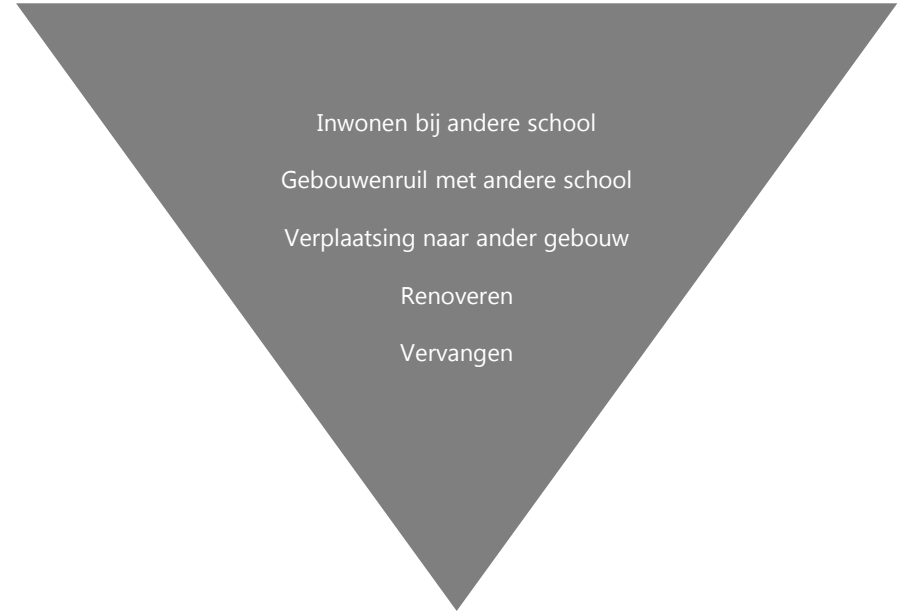 Inwonen bij andere school
Gebouwenruil met andere school
Verplaatsing naar ander gebouw
Renoveren
Vervangen